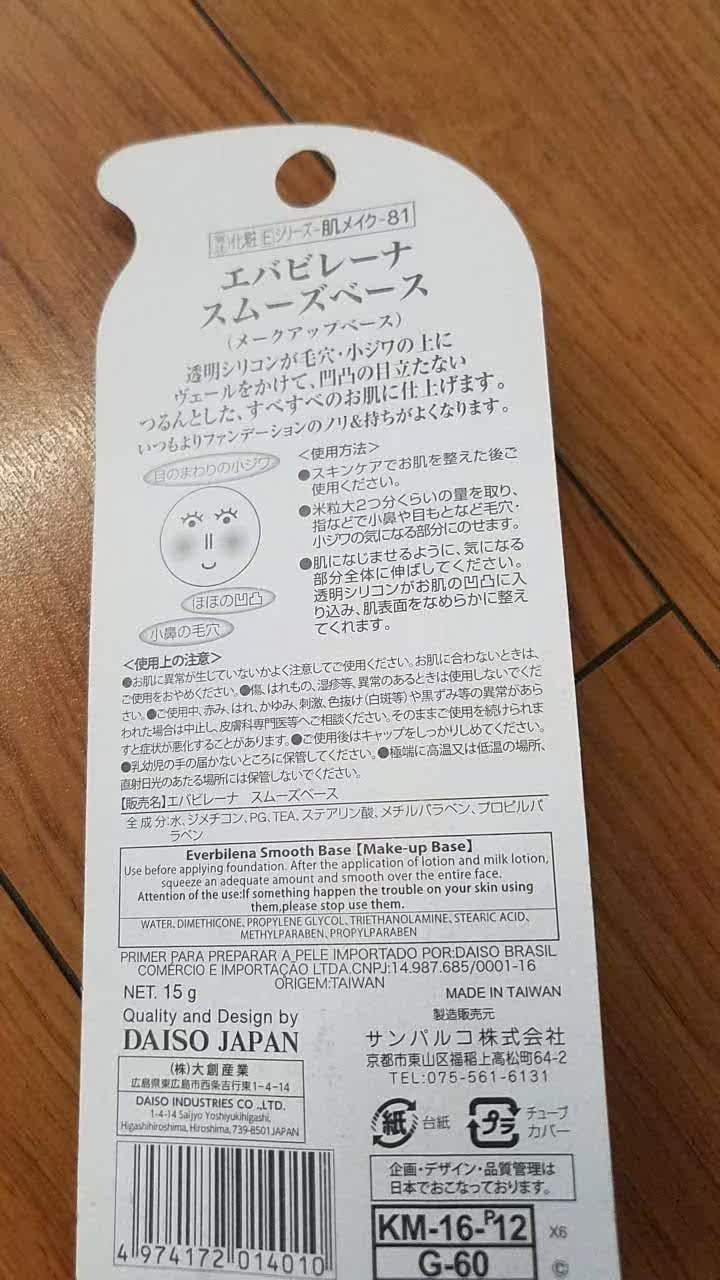 化粧 E シリーズ-肌メイク-81
エバビレーナ
スムーズベース
(メークアップベース)
透明シリコンが毛穴・小ジワの上に
ヴェールをかけて、凹凸の目立たない
つるんとした、すべすべのお肌に仕上げます。
いつもよりファンデーションのノリ&持ちがよくなります。
目のまわりの小ジワ
ほほの凹凸
小鼻の毛穴
<使用方法>
●スキンケアでお肌を整えた後ご
使用ください。
●米粒大2つ分くらいの量を取り、
指などで小鼻や目もとなど毛穴・
小ジワの気になる部分にのせます。
●肌になじませるように、気になる
部分全体に伸ばしてください。
透明シリコンがお肌の凹凸に入
り込み、肌表面をなめらかに整え
てくれます。
<使用上の注意>
●お肌に異常が生じていないかよく注意してご使用ください。お肌に合わないときは、
ご使用をおやめください。●傷、はれもの、湿疹等、異常のあるときは使用しないでくだ
さい。●ご使用中、赤み、はれ、かゆみ、刺激、色抜け(白斑等)や黒ずみ等の異常があら
われた場合は中止し、皮膚科専門医等へご相談ください。そのままご使用を続けられま
すと症状が悪化することがあります。●ご使用後はキャップをしっかりしめてください。
●乳幼児の手の届かないところに保管してください。●極端に高温又は低温の場所、
直射日光のあたる場所には保管しないでください。
【販売名】エバビレーナ スムーズベース
全成分:水、ジメチコン、PG、TEA、ステアリン酸、メチルパラベン、プロピルパ
ラベン
Everbilena Smooth Base【Make-up Base】
Use before applying foundation. After the application of lotion and milk lotion,
squeeze an adequate amount and smooth over the entire face.
Attention of the use:If something happen the trouble on your skin using
them,please stop use them.
WATER, DIMETHICONE, PROPYLENE GLYCOL, TRIETHANOLAMINE, STEARIC ACID,
METHYLPARABEN, PROPYLPARABEN
PRIMER PARA PREPARAR A PELE IMPORTADO POR:DAISO BRASIL
COMÉRCIO E IMPORTAÇÃO LTDA.CNPJ:14.987.685/0001-16
ORIGEM:TAIWAN
NET. 15 g
MADE IN TAIWAN
Quality and Design by
DAISO JAPAN
(株)大創産業
広島県東広島市西条吉行東1-4-14
DAISO INDUSTRIES CO .,LTD.
1-4-14 Saijyo Yoshiyukihigashi,
Higashihiroshima, Hiroshima, 739-8501 JAPAN
製造販売元
サンパルコ株式会社
京都市東山区福稲上高松町64-2
TEL:075-561-6131
紙 台紙
プラ チューブ
カバー
企画・デザイン・品質管理は
日本でおこなっております。
KM-16-P12
X6
G-60
©
4 974172 014010